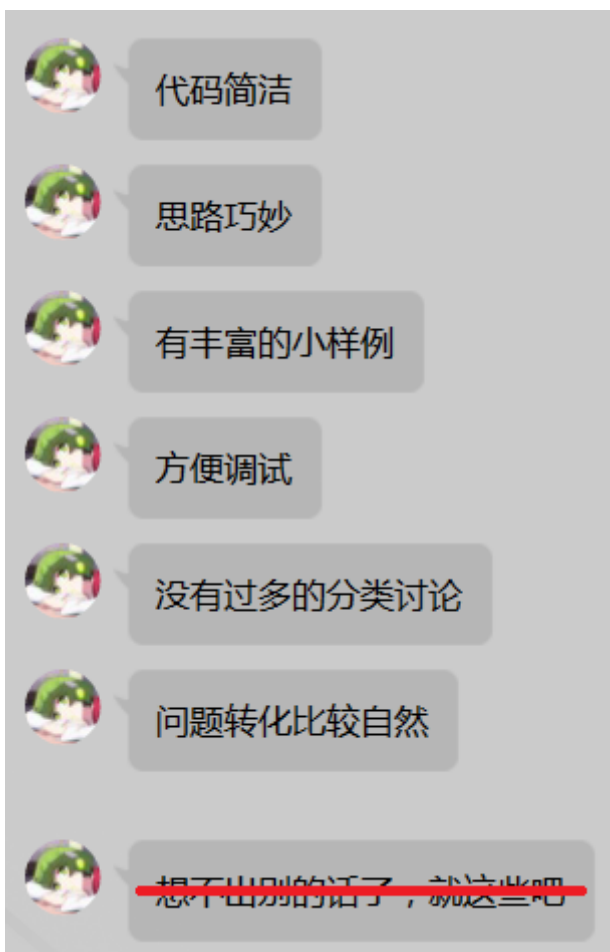 代码简洁
思路巧妙
有丰富的小样例
方便调试
没有过多的分类讨论
问题转化比较自然
想不出别的话了，就这些吧